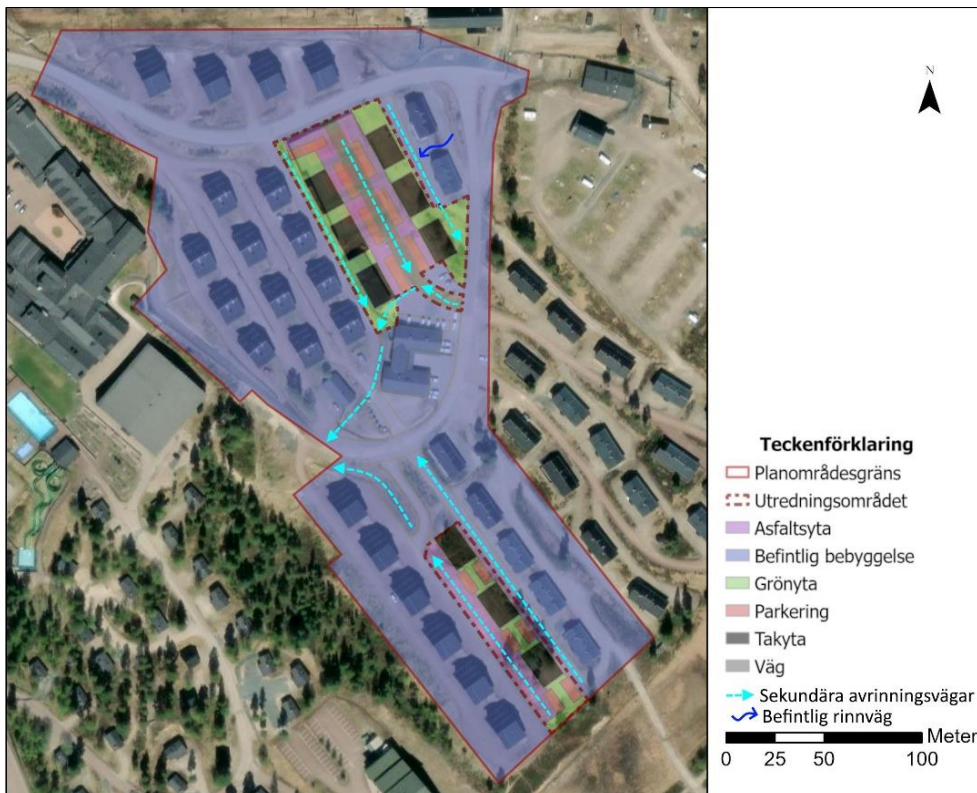 N
Teckenförklaring
Planområdesgräns
Utredningsområdet
Asfaltsyta
Befintlig bebyggelse
Grönyta
Parkering
Takyta
Väg
Sekundära avrinningsvägar
Befintlig rinnväg
Meter
0 25 50 100